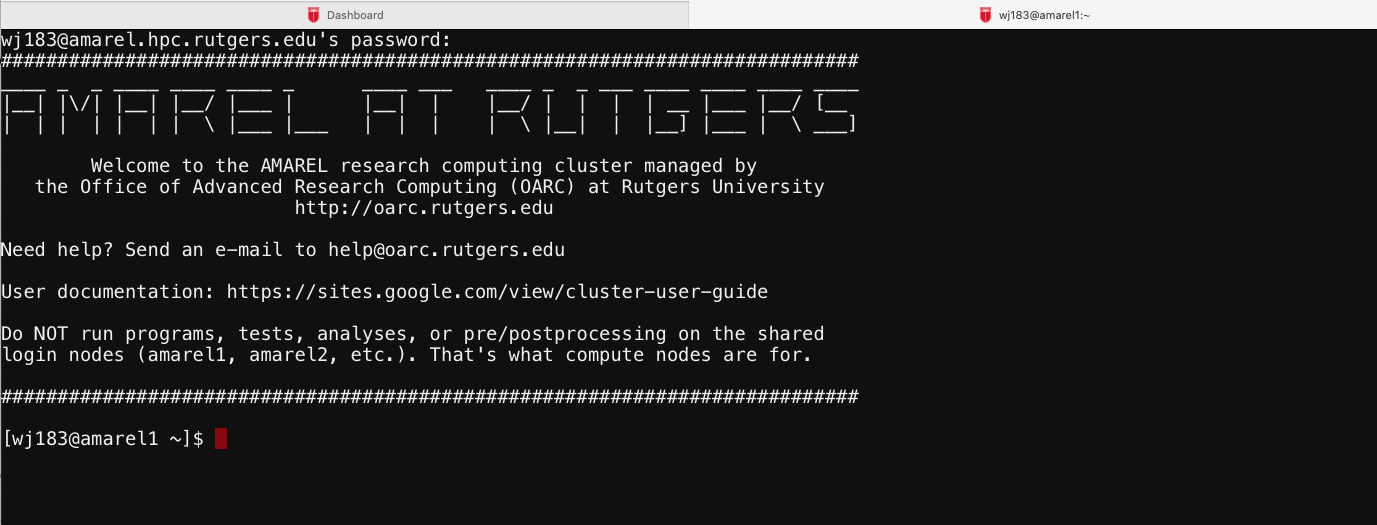 Dashboard
wj183@amarel1:~
wj183@amarel.hpc.rutgers.edu's password:
############################################################################
AMAREL AT RUTGERS
Welcome to the AMAREL research computing cluster managed by
the Office of Advanced Research Computing (OARC) at Rutgers University
http://oarc.rutgers.edu
Need help? Send an e-mail to help@oarc.rutgers.edu
User documentation: https://sites.google.com/view/cluster-user-guide
Do NOT run programs, tests, analyses, or pre/postprocessing on the shared
login nodes (amarel1, amarel2, etc.). That's what compute nodes are for.
############################################################################
[wj183@amarel1 ~]$